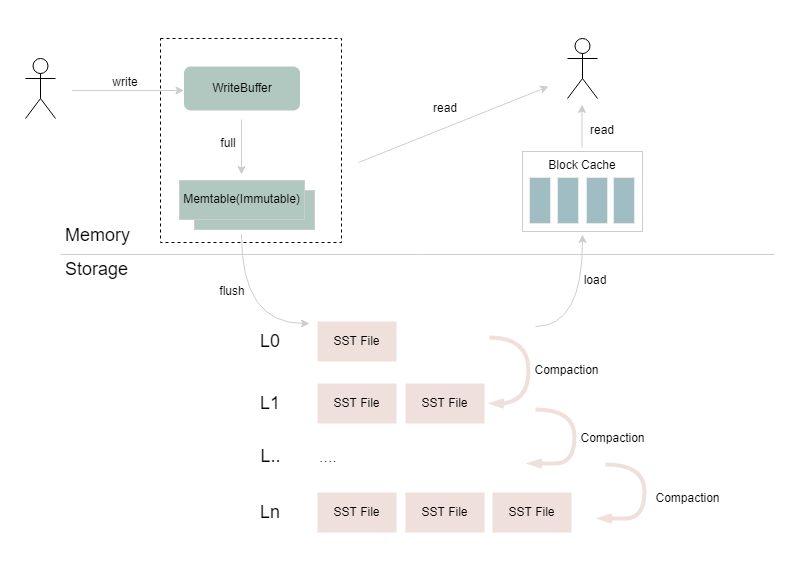 write
WriteBuffer
full
Memtable(Immutable)
read
read
Block Cache
Memory
Storage
flush
load
L0
SST File
Compaction
L1
SST File
SST File
Compaction
L..
....
Compaction
Ln
SST File
SST File
SST File